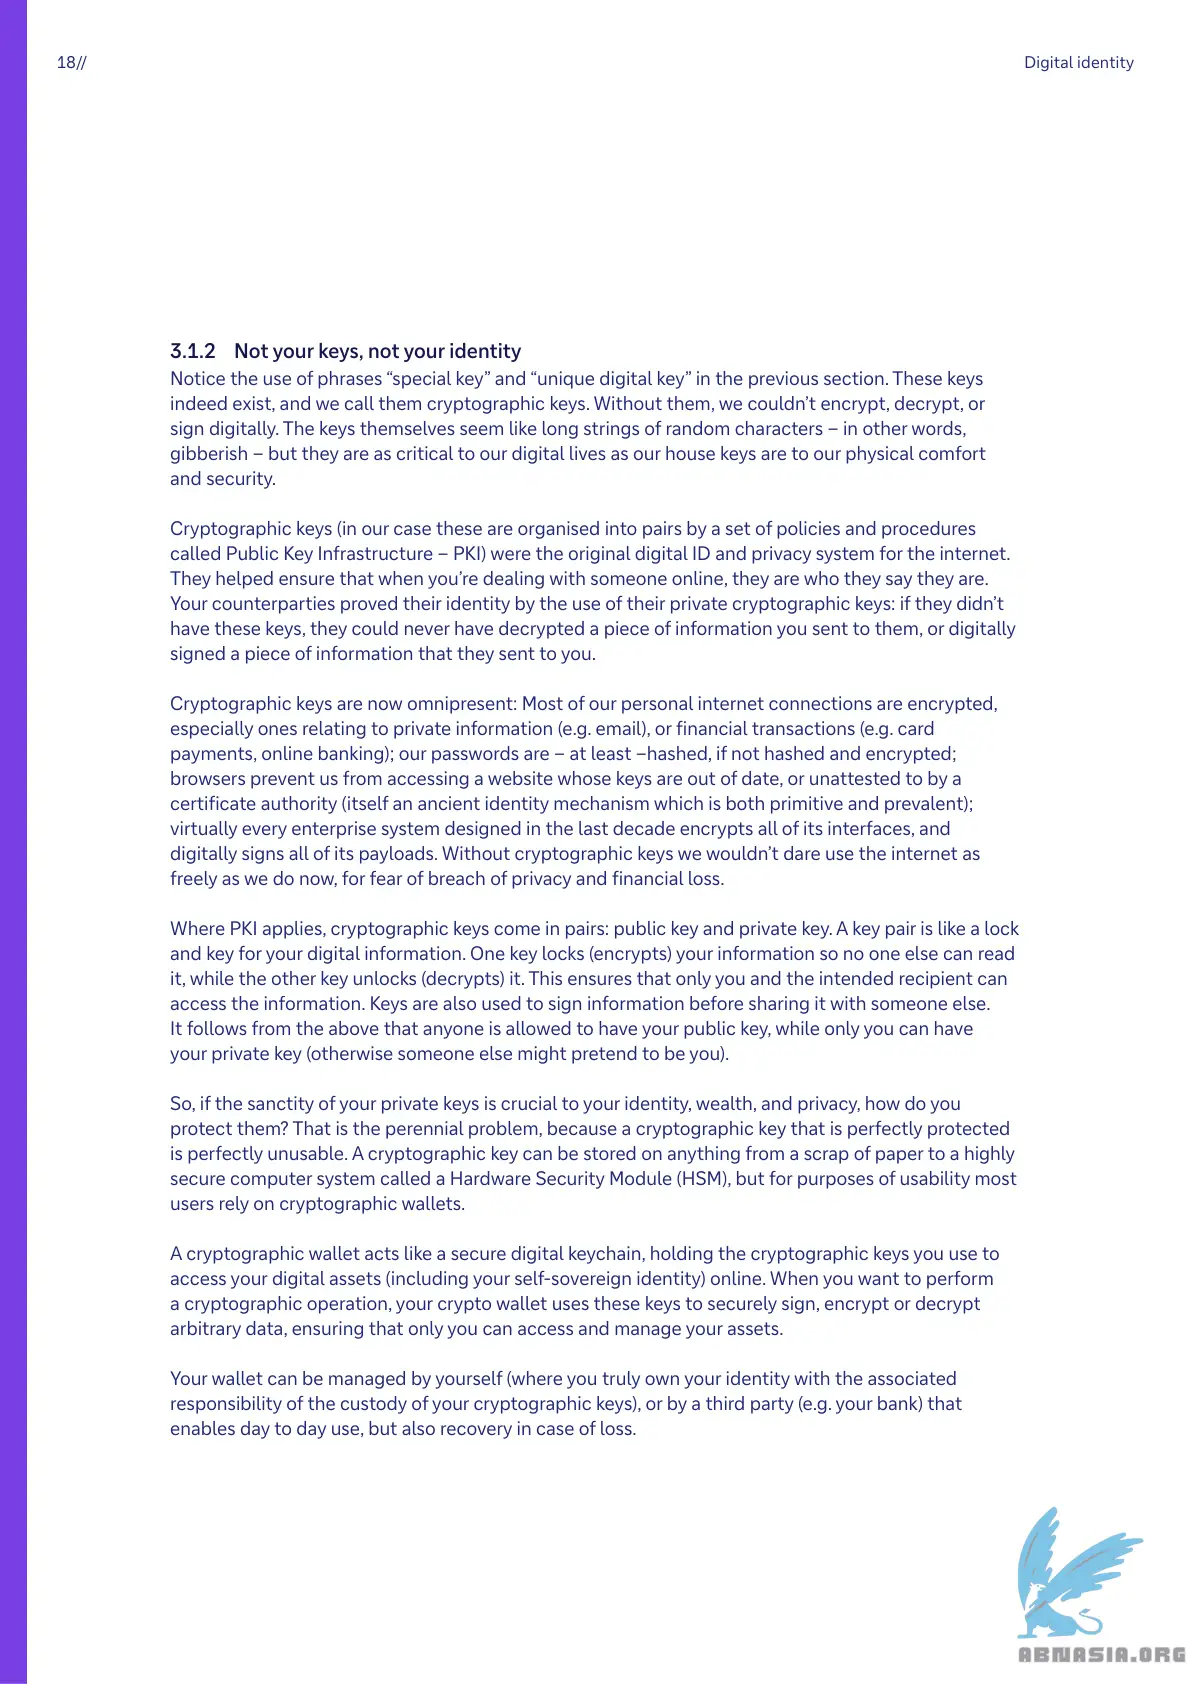 18//
Digital identity
3.1.2 Not your keys, not your identity
Notice the use of phrases “special key” and “unique digital key” in the previous section. These keys
indeed exist, and we call them cryptographic keys. Without them, we couldn’t encrypt, decrypt, or
sign digitally. The keys themselves seem like long strings of random characters – in other words,
gibberish – but they are as critical to our digital lives as our house keys are to our physical comfort
and security.
Cryptographic keys (in our case these are organised into pairs by a set of policies and procedures
called Public Key Infrastructure – PKI) were the original digital ID and privacy system for the internet.
They helped ensure that when you’re dealing with someone online, they are who they say they are.
Your counterparties proved their identity by the use of their private cryptographic keys: if they didn’t
have these keys, they could never have decrypted a piece of information you sent to them, or digitally
signed a piece of information that they sent to you.
Cryptographic keys are now omnipresent: Most of our personal internet connections are encrypted,
especially ones relating to private information (e.g. email), or financial transactions (e.g. card
payments, online banking); our passwords are – at least –hashed, if not hashed and encrypted;
browsers prevent us from accessing a website whose keys are out of date, or unattested to by a
certificate authority (itself an ancient identity mechanism which is both primitive and prevalent);
virtually every enterprise system designed in the last decade encrypts all of its interfaces, and
digitally signs all of its payloads. Without cryptographic keys we wouldn’t dare use the internet as
freely as we do now, for fear of breach of privacy and financial loss.
Where PKI applies, cryptographic keys come in pairs: public key and private key. A key pair is like a lock
and key for your digital information. One key locks (encrypts) your information so no one else can read
it, while the other key unlocks (decrypts) it. This ensures that only you and the intended recipient can
access the information. Keys are also used to sign information before sharing it with someone else.
It follows from the above that anyone is allowed to have your public key, while only you can have
your private key (otherwise someone else might pretend to be you).
So, if the sanctity of your private keys is crucial to your identity, wealth, and privacy, how do you
protect them? That is the perennial problem, because a cryptographic key that is perfectly protected
is perfectly unusable. A cryptographic key can be stored on anything from a scrap of paper to a highly
secure computer system called a Hardware Security Module (HSM), but for purposes of usability most
users rely on cryptographic wallets.
A cryptographic wallet acts like a secure digital keychain, holding the cryptographic keys you use to
access your digital assets (including your self-sovereign identity) online. When you want to perform
a cryptographic operation, your crypto wallet uses these keys to securely sign, encrypt or decrypt
arbitrary data, ensuring that only you can access and manage your assets.
Your wallet can be managed by yourself (where you truly own your identity with the associated
responsibility of the custody of your cryptographic keys), or by a third party (e.g. your bank) that
enables day to day use, but also recovery in case of loss.
ABNASIA.ORG